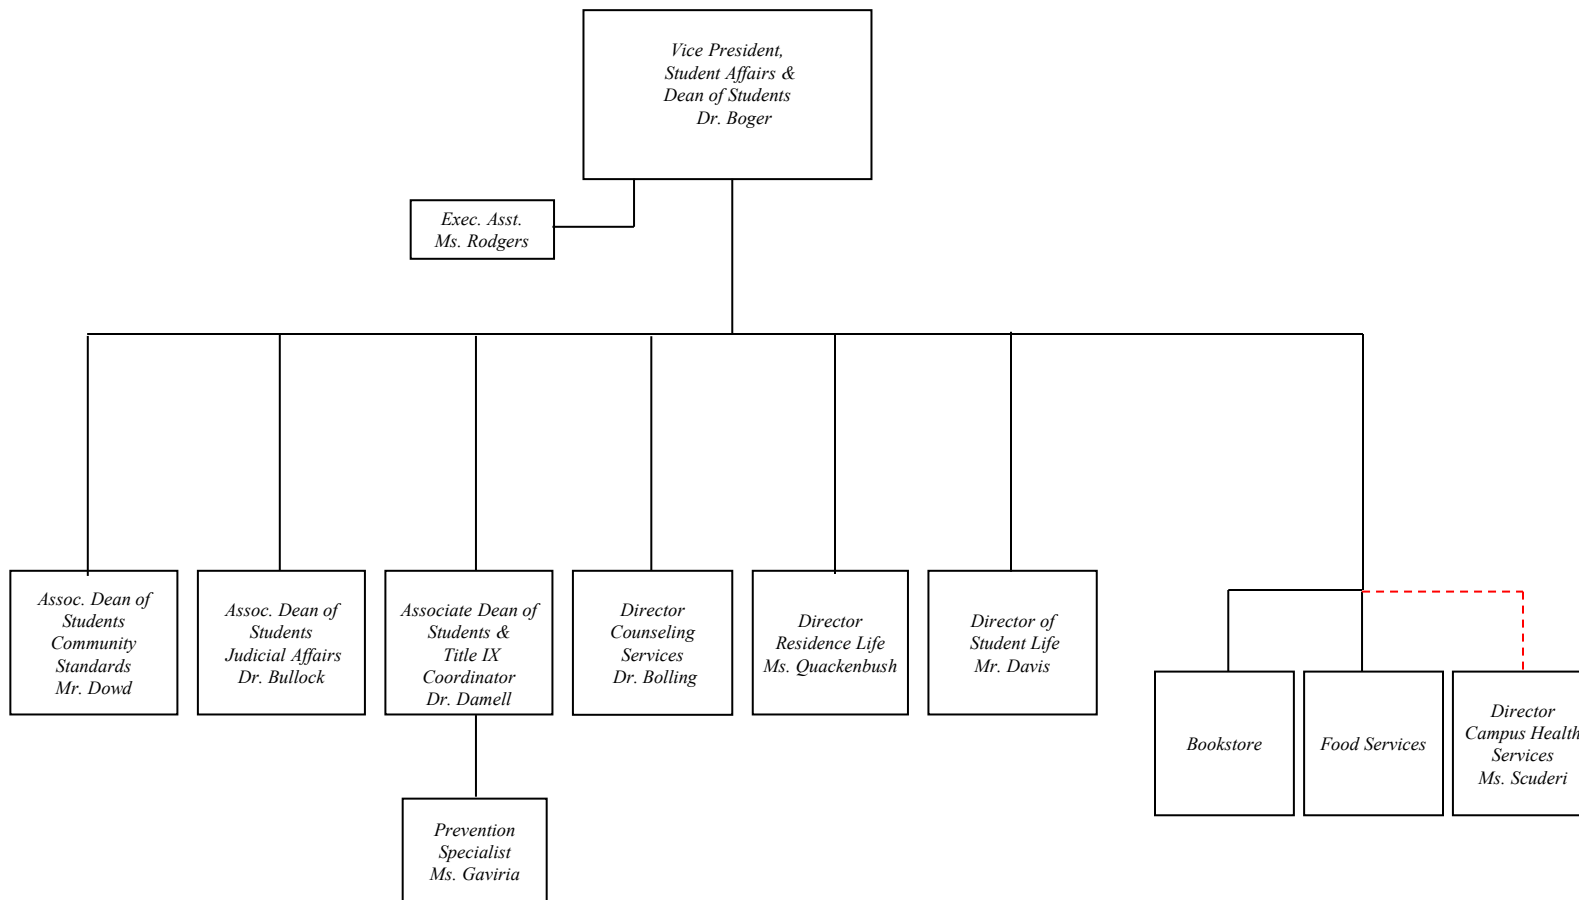 Vice President,
Student Affairs &
Dean of Students
Dr. Boger
Exec. Asst.
Ms. Rodgers
Assoc. Dean of
Students
Community
Standards
Mr. Dowd
Assoc. Dean of
Students
Judicial Affairs
Dr. Bullock
Associate Dean of
Students &
Title IX
Coordinator
Dr. Damell
Director
Counseling
Services
Dr. Bolling
Director
Residence Life
Ms. Quackenbush
Director of
Student Life
Mr. Davis
Bookstore
Food Services
Director
Campus Health
Services
Ms. Scuderi
Prevention
Specialist
Ms. Gaviria